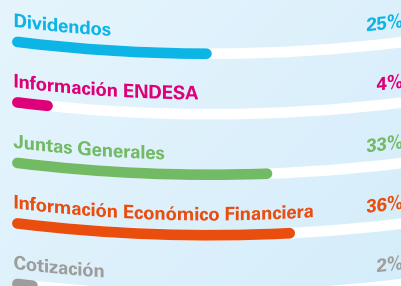 Dividendos 25%
Información ENDESA 4%
Juntas Generales 33%
Información Económico Financiera 36%
Cotización 2%